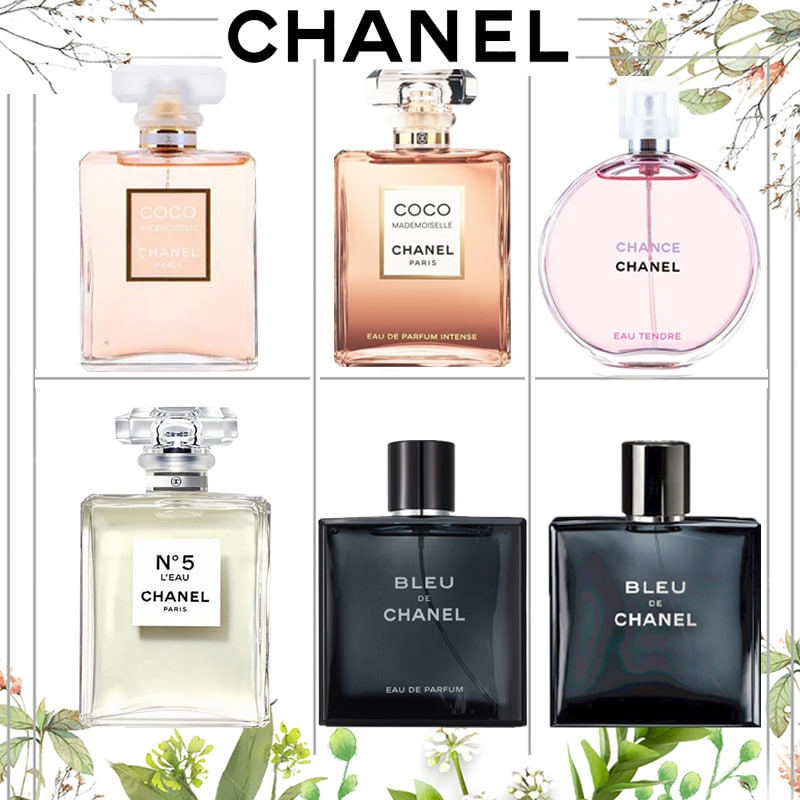 CHANEL
COCO
MADEMOISELLE
CHANEL
PARIS
COCO
MADEMOISELLE
CHANEL
PARIS
EAU DE PARFUM INTENSE
CHANCE
CHANEL
EAU TENDRE
N°5
L'EAU
CHANEL
PARIS
BLEU
DE
CHANEL
EAU DE PARFUM
BLEU
DE
CHANEL